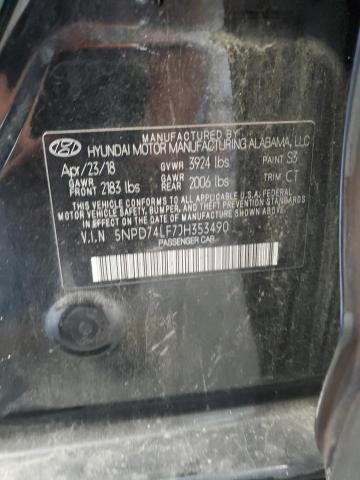 MANUFACTURED BY:
HYUNDAI MOTOR MANUFACTURING ALABAMA, LLC
Apr/23/18 GVWR 3924 lbs PAINT S3
GAWR FRONT 2183 lbs GAWR REAR 2006 lbs TRIM CT
THIS VEHICLE CONFORMS TO ALL APPLICABLE U.S.A. FEDERAL
MOTOR VEHICLE SAFETY, BUMPER, AND THEFT PREVENTION
STANDARDS IN EFFECT ON THE DATE OF MANUFACTURE SHOWN ABOVE.
V.I.N 5NPD74LF7JH353490
PASSENGER CAR